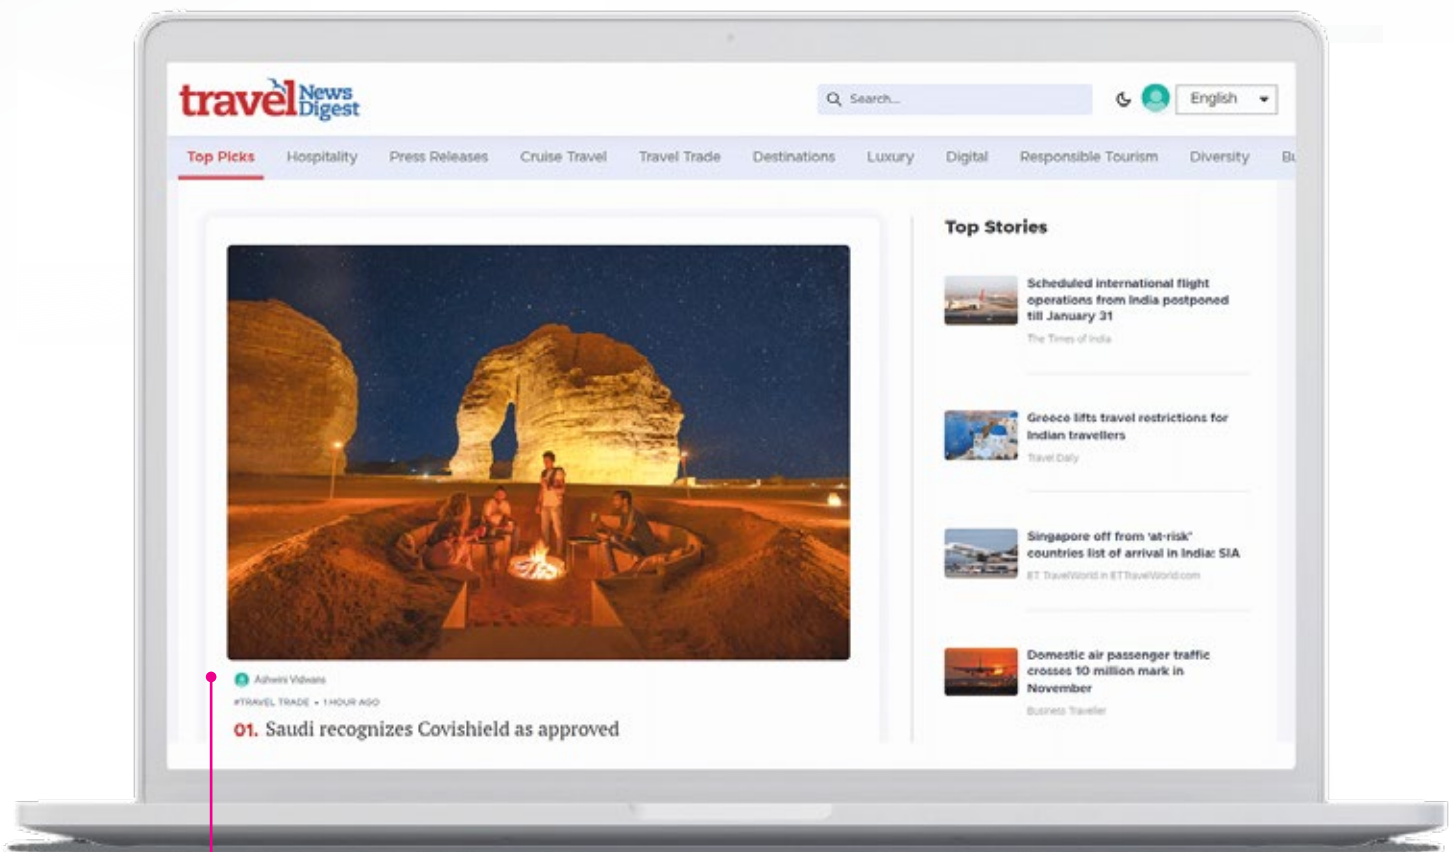 travel News
Digest
Search...
English
Top Picks
Hospitality
Press Releases
Cruise Travel
Travel Trade
Destinations
Luxury
Digital
Responsible Tourism
Diversity
Bu
Top Stories
Scheduled international flight
operations from India postponed
till January 31
The Times of India
Greece lifts travel restrictions for
Indian travellers
Travel Daily
Singapore off from 'at-risk"
countries list of arrival in India: SIA
ET TravelWorld in ETTravelWorld.com
Domestic air passenger traffic
crosses 10 million mark in
November
Business Traveller
Ashwini Vidwans
#TRAVEL TRADE • 1 HOUR AGO
01. Saudi recognizes Covishield as approved